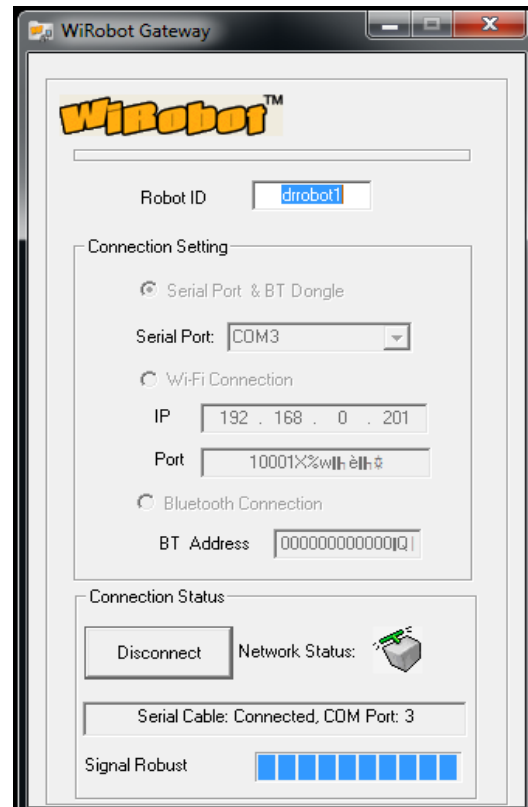 WiRobot Gateway
WiRobot™
Robot ID drrobot1
Connection Setting
Serial Port & BT Dongle
Serial Port: COM3
Wi-Fi Connection
IP 192 . 168 . 0 . 201
Port 10001X%w
Bluetooth Connection
BT Address 000000000000
Connection Status
Disconnect Network Status:
Serial Cable: Connected, COM Port: 3
Signal Robust